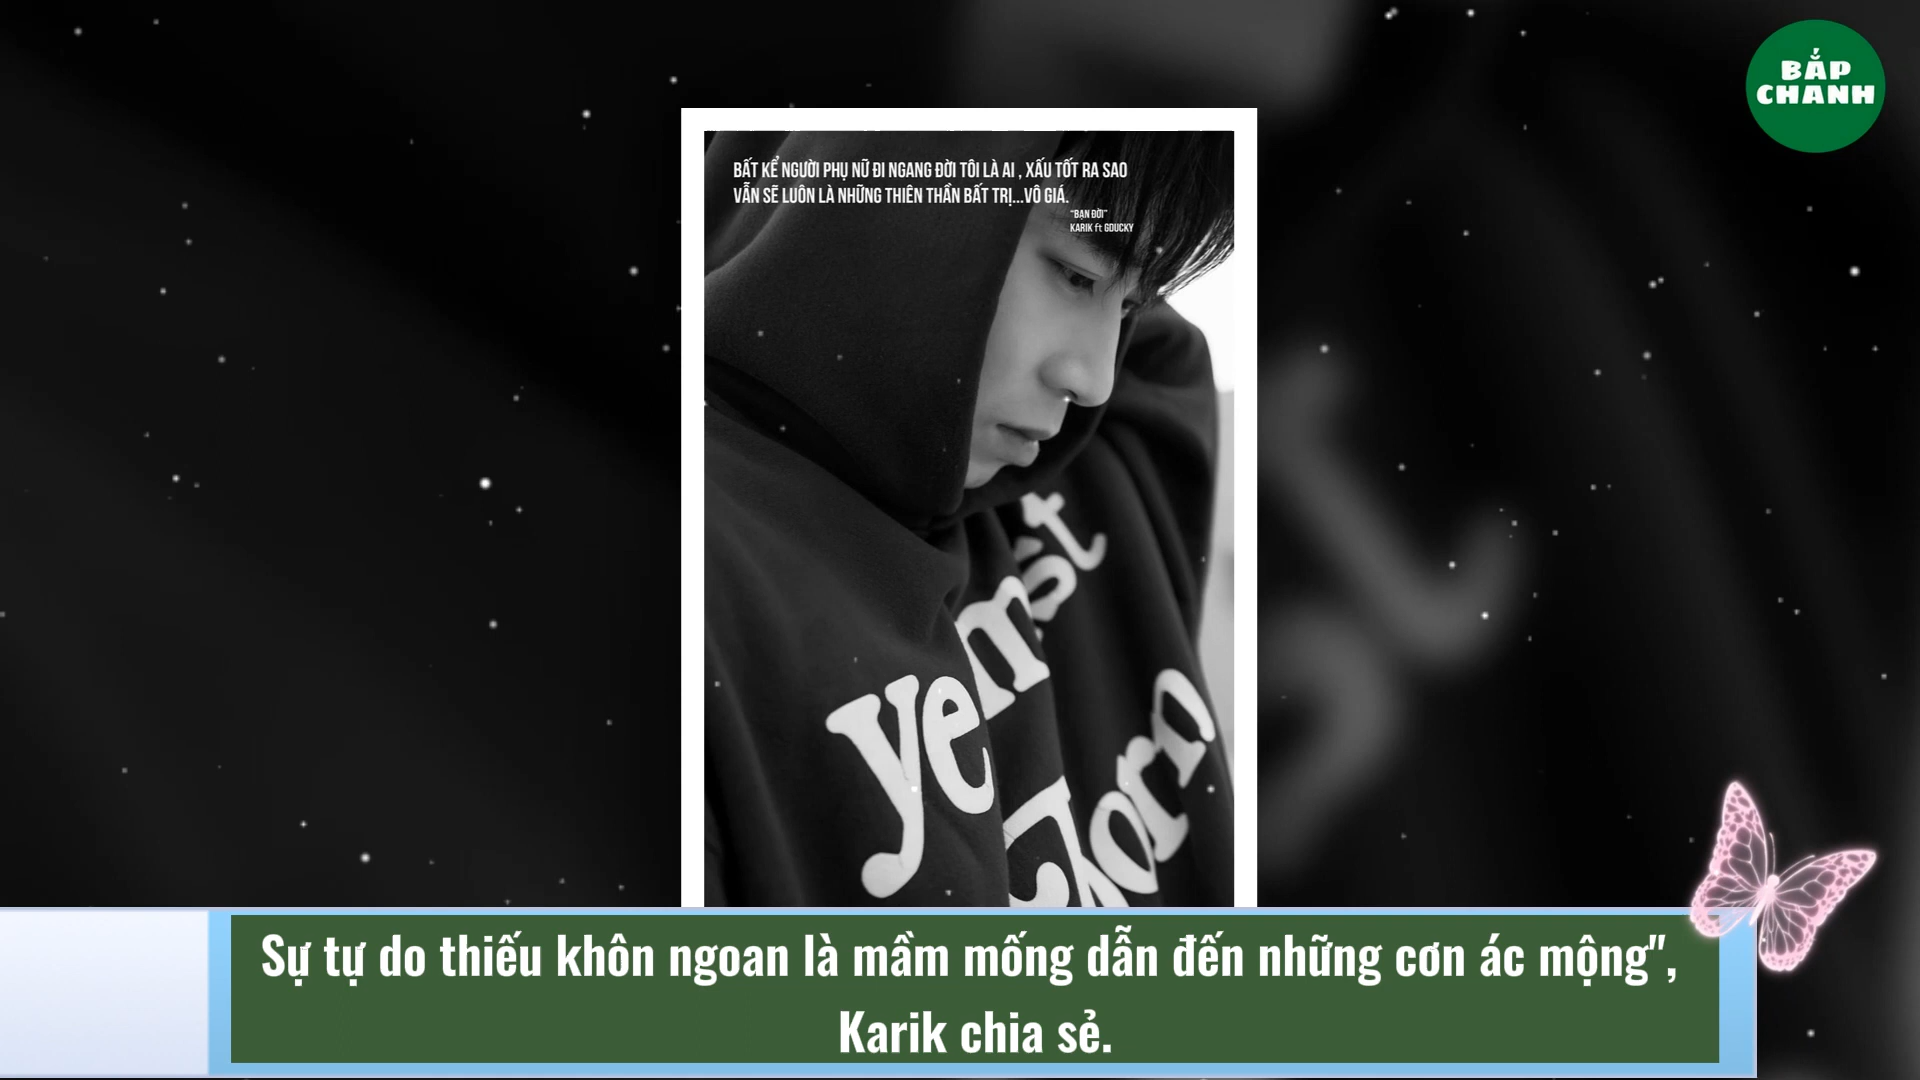 BẮP
CHANH
BẤT KỂ NGƯỜI PHỤ NỮ ĐI NGANG ĐỜI TÔI LÀ AI , XẤU TỐT RA SAO
VẪN SẼ LUÔN LÀ NHỮNG THIÊN THẦN BẤT TRỊ...VÔ GIÁ.
"BẠN ĐỜI"
KARIK ft GDUCKY
Sự tự do thiếu khôn ngoan là mầm mống dẫn đến những cơn ác mộng",
Karik chia sẻ.